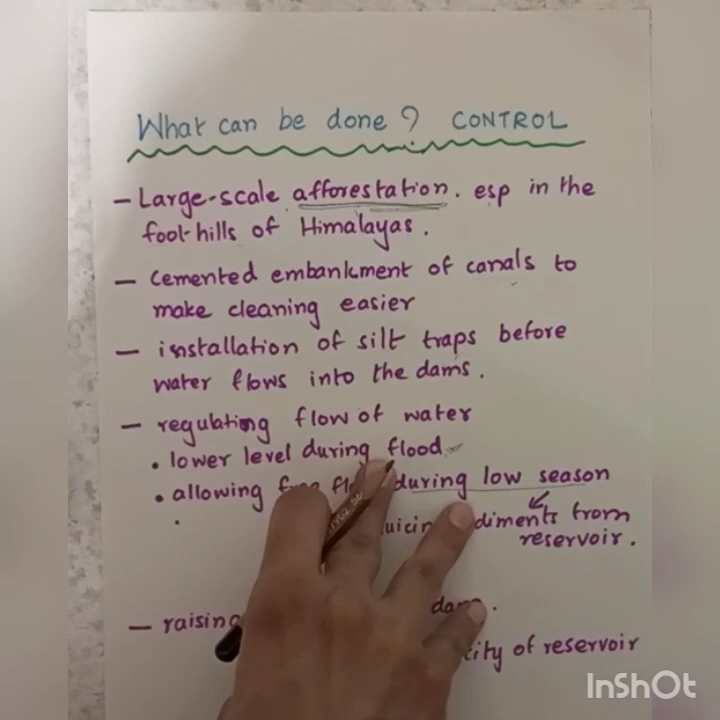 What can be done? CONTROL
- Large-scale afforestation. esp in the
foot-hills of Himalayas.
- cemented embankment of canals to
make cleaning easier
- installation of silt traps before
water flows into the dams.
- regulating flow of water
• lower level during flood
• allowing during low season
from
reservoir.
- raising
of reservoir
InShOt